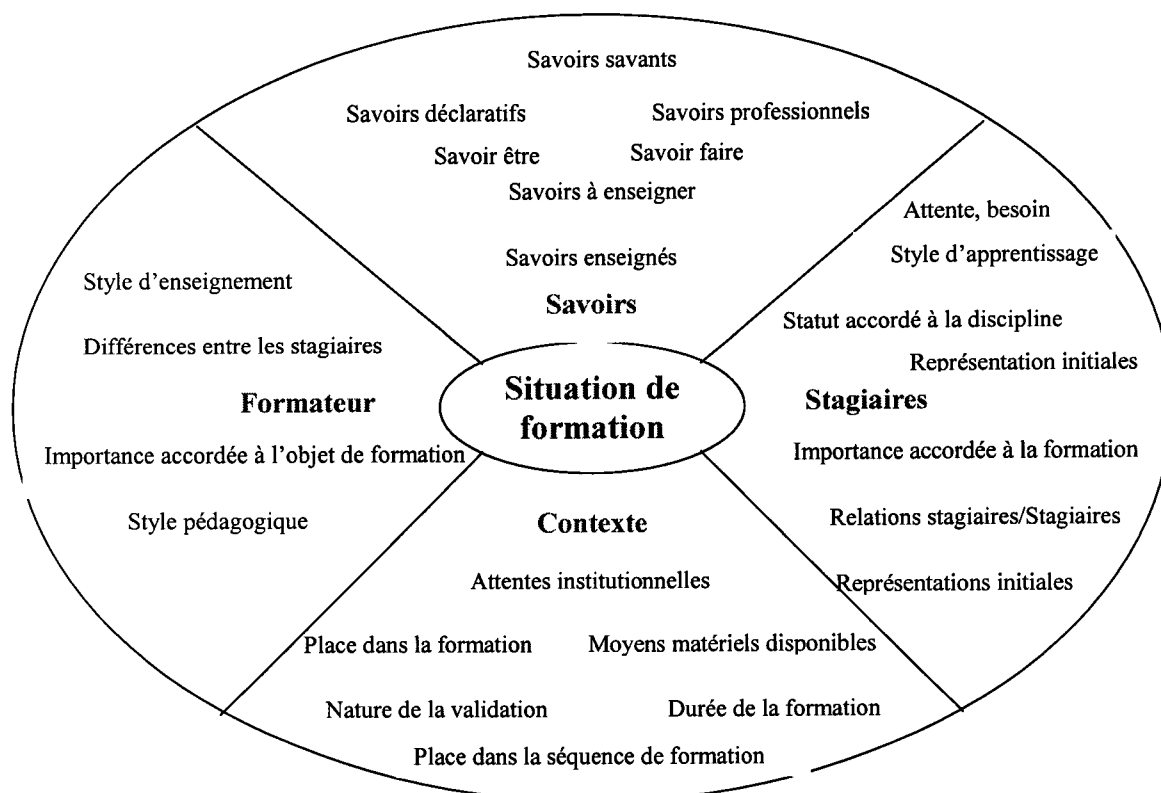 Savoirs savants
Savoirs déclaratifs
Savoirs professionnels
Savoir être
Savoir faire
Savoirs à enseigner
Savoirs enseignés
Savoirs
Style d'enseignement
Différences entre les stagiaires
Formateur
Importance accordée à l'objet de formation
Style pédagogique
Situation de
formation
Attente, besoin
Style d'apprentissage
Statut accordé à la discipline
Représentation initiales
Stagiaires
Importance accordée à la formation
Relations stagiaires/Stagiaires
Représentations initiales
Contexte
Attentes institutionnelles
Place dans la formation
Moyens matériels disponibles
Nature de la validation
Durée de la formation
Place dans la séquence de formation